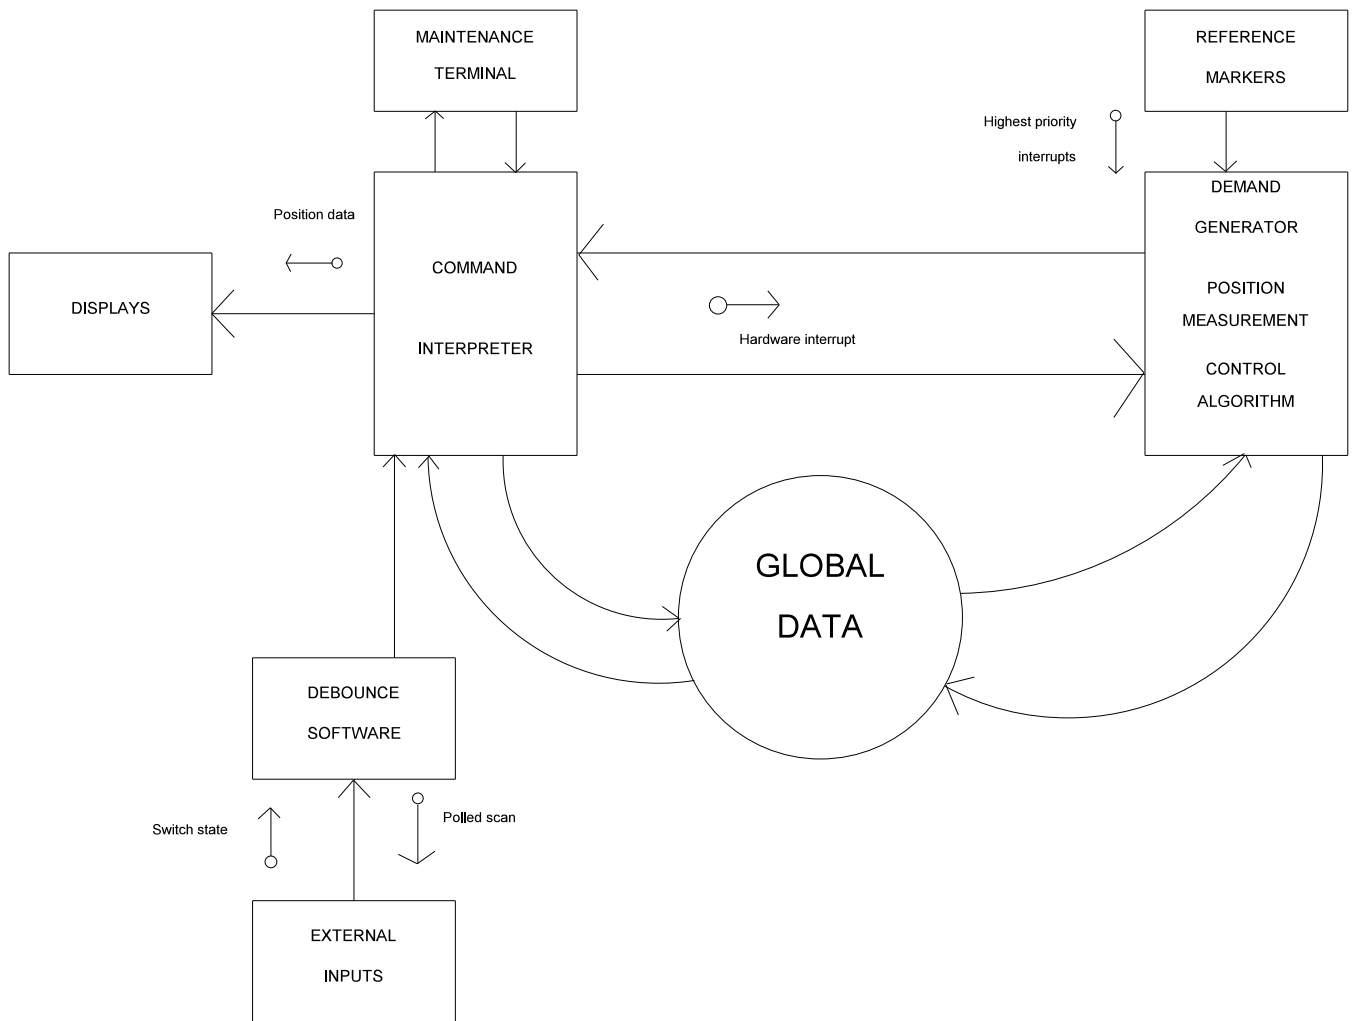 MAINTENANCE
TERMINAL
REFERENCE
MARKERS
Highest priority
interrupts
Position data
COMMAND
INTERPRETER
DISPLAYS
Hardware interrupt
DEMAND
GENERATOR
POSITION
MEASUREMENT
CONTROL
ALGORITHM
GLOBAL
DATA
DEBOUNCE
SOFTWARE
Switch state
Polled scan
EXTERNAL
INPUTS